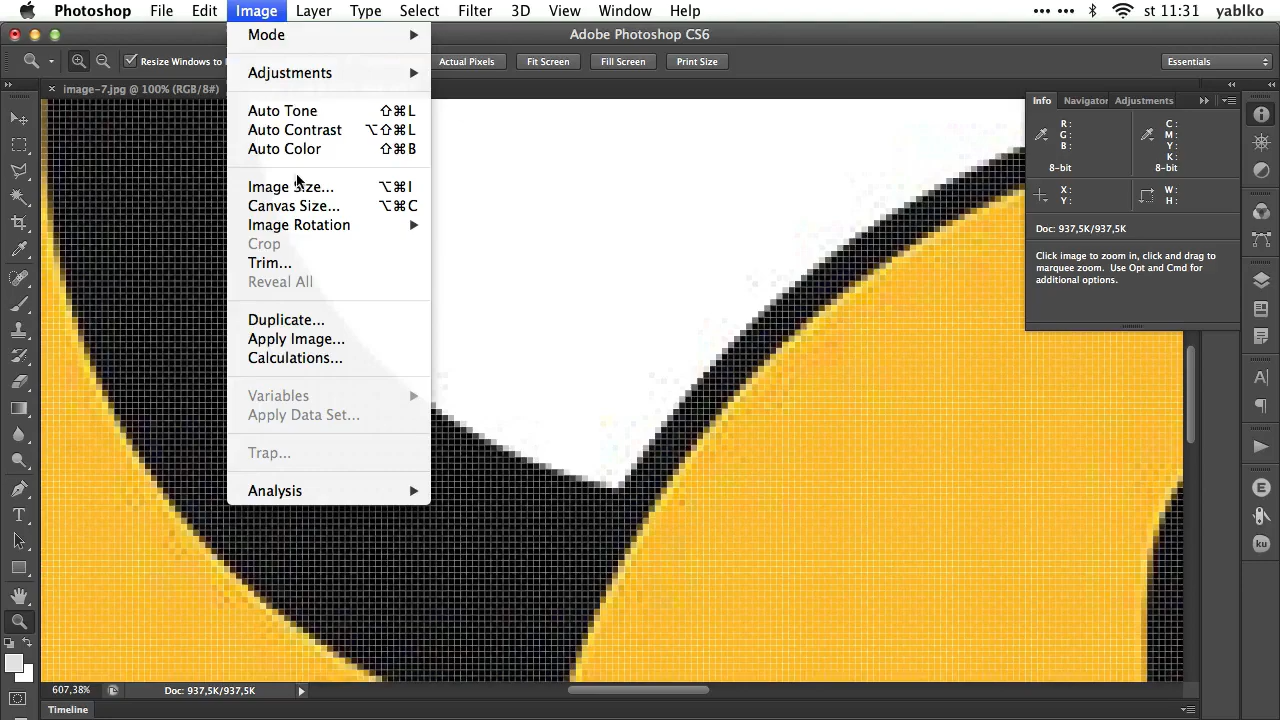 Photoshop File Edit Image Layer Type Select Filter 3D View Window Help st 11:31 yablko
Adobe Photoshop CS6
Resize Windows to Actual Pixels Fit Screen Fill Screen Print Size Essentials
image-7.jpg @ 100% (RGB/8#)
Mode
Adjustments
Auto Tone ⇧⌘L
Auto Contrast ⌥⇧⌘L
Auto Color ⇧⌘B
Image Size... ⌥⌘I
Canvas Size... ⌥⌘C
Image Rotation
Crop
Trim...
Reveal All
Duplicate...
Apply Image...
Calculations...
Variables
Apply Data Set...
Trap...
Analysis
Info Navigator Adjustments
R: C:
G: M:
B: Y:
K:
8-bit 8-bit
X: W:
Y: H:
Doc: 937,5K/937,5K
Click image to zoom in, click and drag to
marquee zoom. Use Opt and Cmd for
additional options.
607,38% Doc: 937,5K/937,5K
Timeline